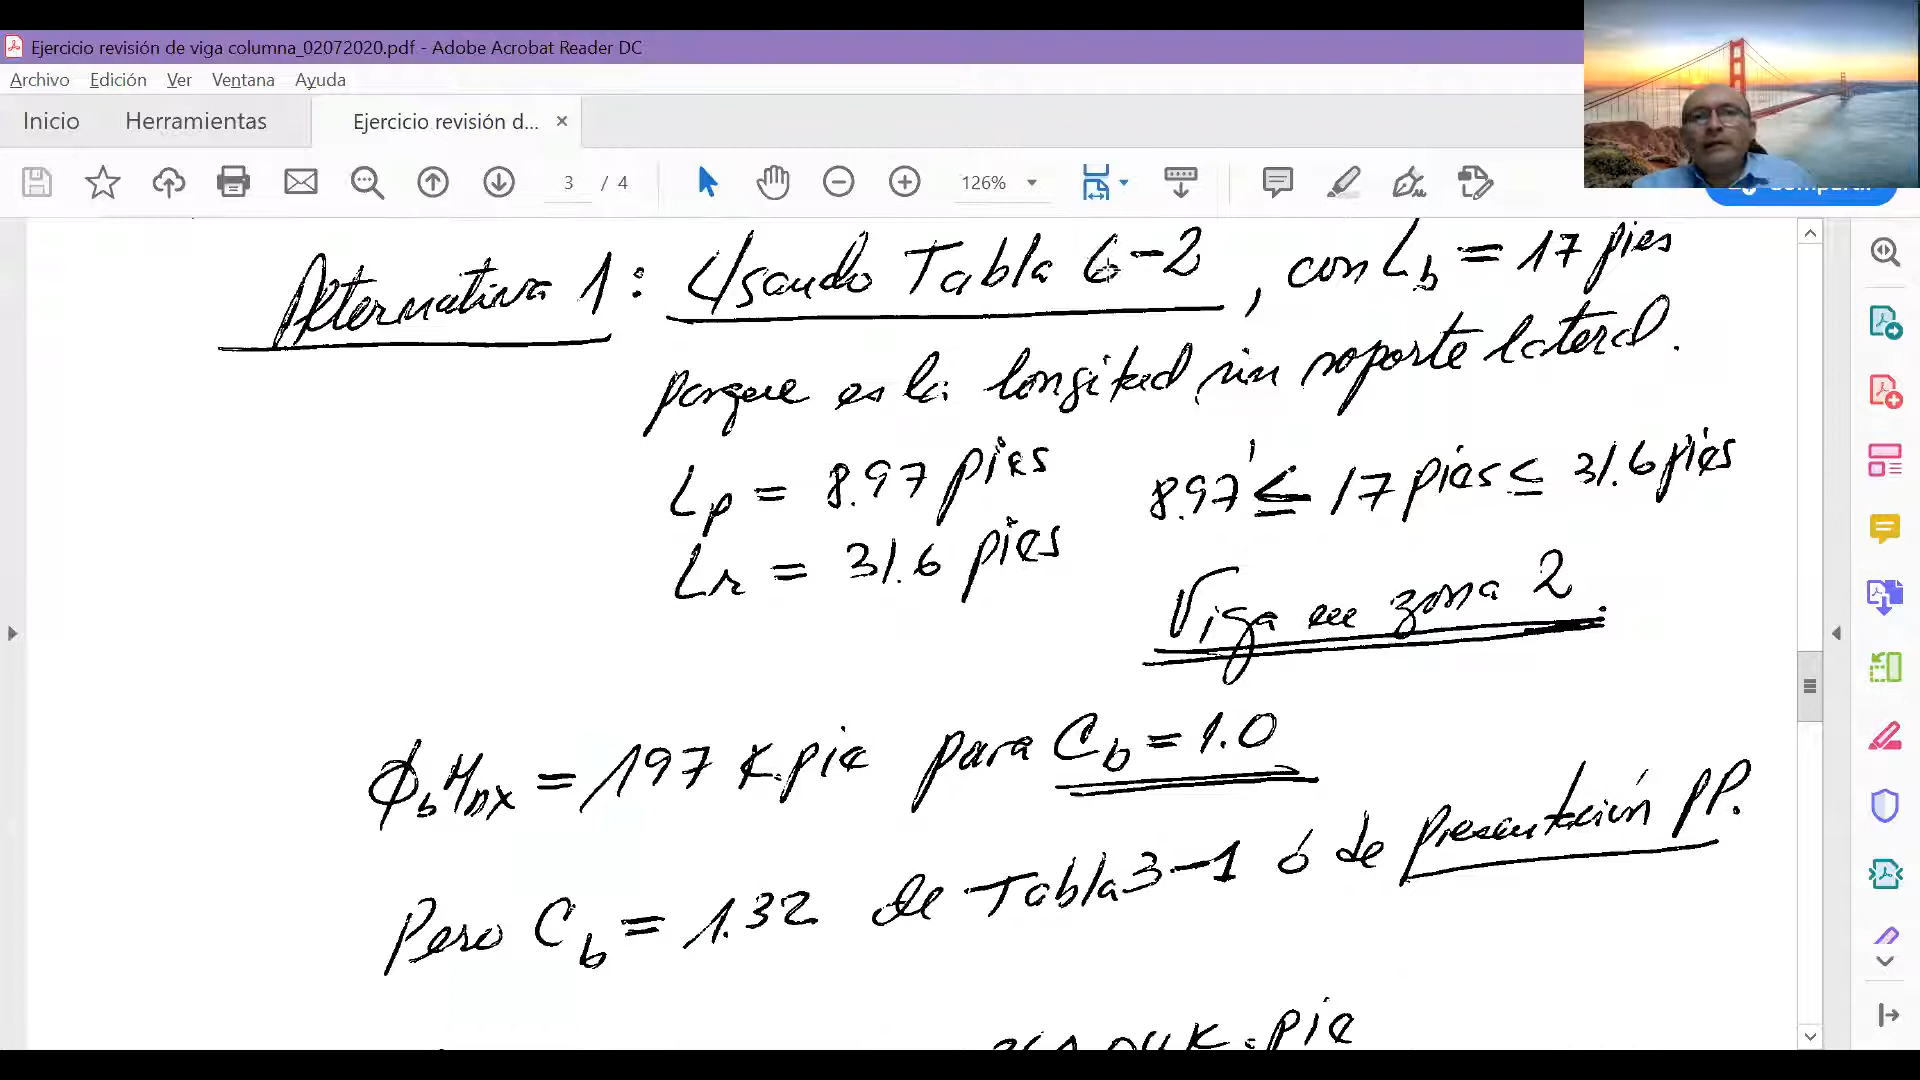 Ejercicio revisión de viga columna_02072020.pdf - Adobe Acrobat Reader DC
Archivo Edición Ver Ventana Ayuda
Inicio Herramientas Ejercicio revisión d... ×
3 / 4 126%
Alternativa 1: Usando Tabla 6-2, con Lb = 17 pies
porque es la longitud sin soporte lateral.
Lp = 8.97 pies 8.97' ≤ 17 pies ≤ 31.6 pies
Lr = 31.6 pies
Viga en zona 2
ϕbMnx = 197 K.pie para Cb = 1.0
Pero Cb = 1.32 de Tabla 3-1 ó de presentación PP.
K.pie